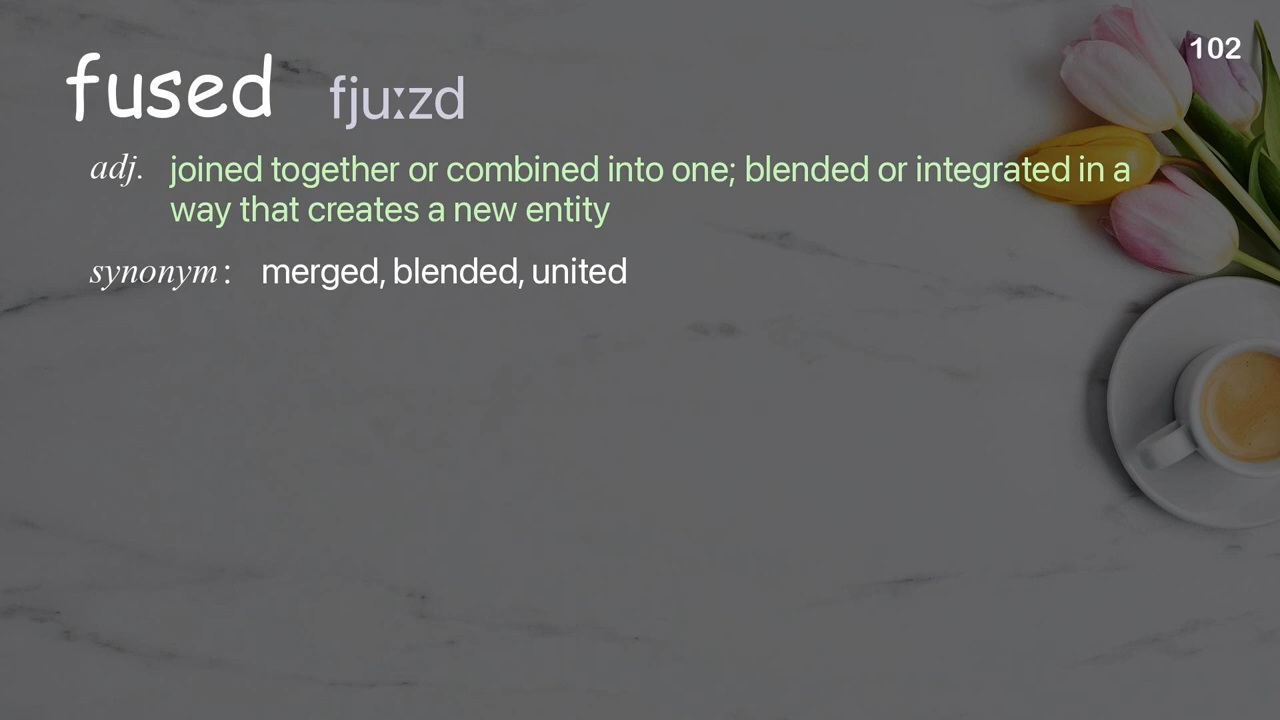 102
fused fjuːzd
adj. joined together or combined into one; blended or integrated in a
way that creates a new entity
synonym: merged, blended, united